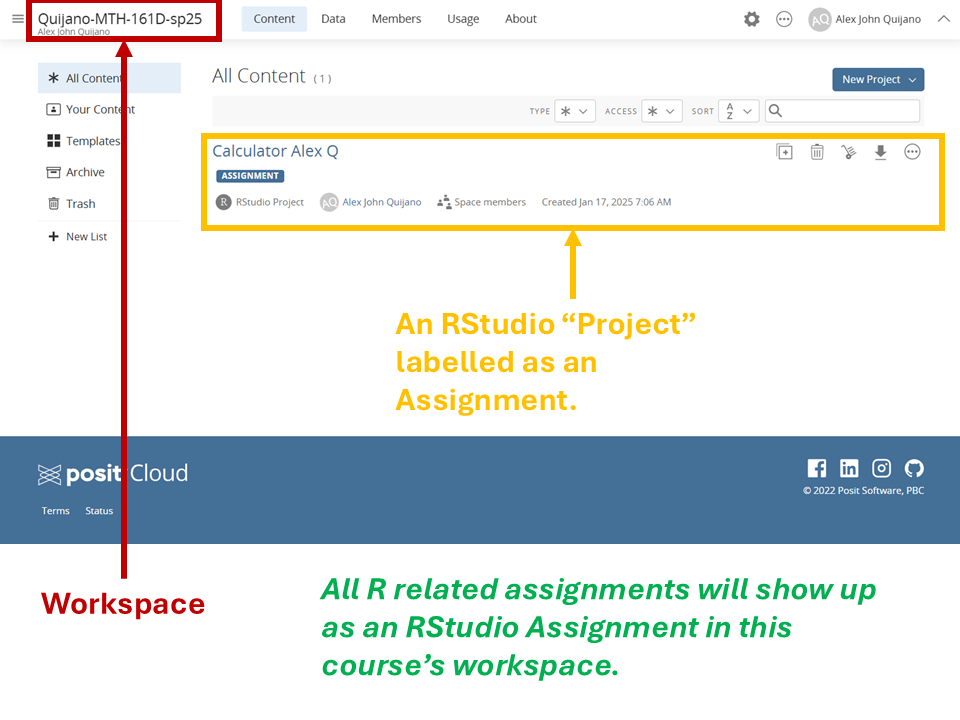 Quijano-MTH-161D-sp25
Alex John Quijano
Content Data Members Usage About
AQ Alex John Quijano
All Content
Your Content
Templates
Archive
Trash
New List
All Content (1)
New Project
TYPE ACCESS SORT A Z
Calculator Alex Q
ASSIGNMENT
R RStudio Project AQ Alex John Quijano Space members Created Jan 17, 2025 7:06 AM
An RStudio “Project”
labelled as an
Assignment.
posit Cloud
Terms Status
© 2022 Posit Software, PBC
Workspace
All R related assignments will show up
as an RStudio Assignment in this
course’s workspace.